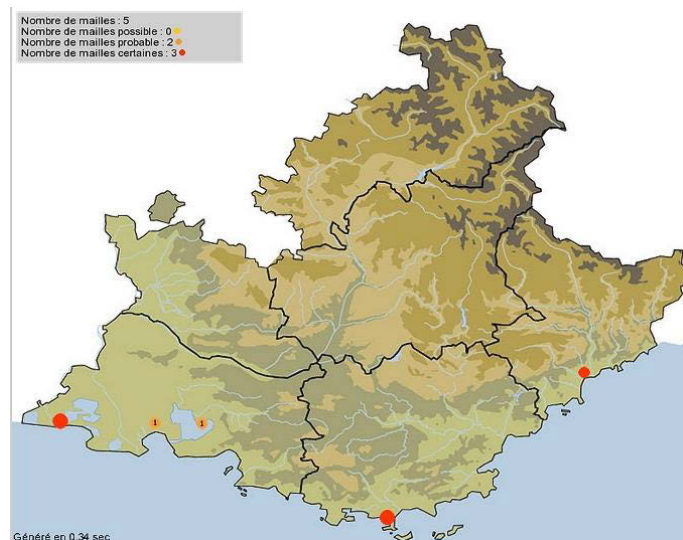 Nombre de mailles : 5
Nombre de mailles possible : 0
Nombre de mailles probable : 2
Nombre de mailles certaines : 3
1 1
Généré en 0.34 sec